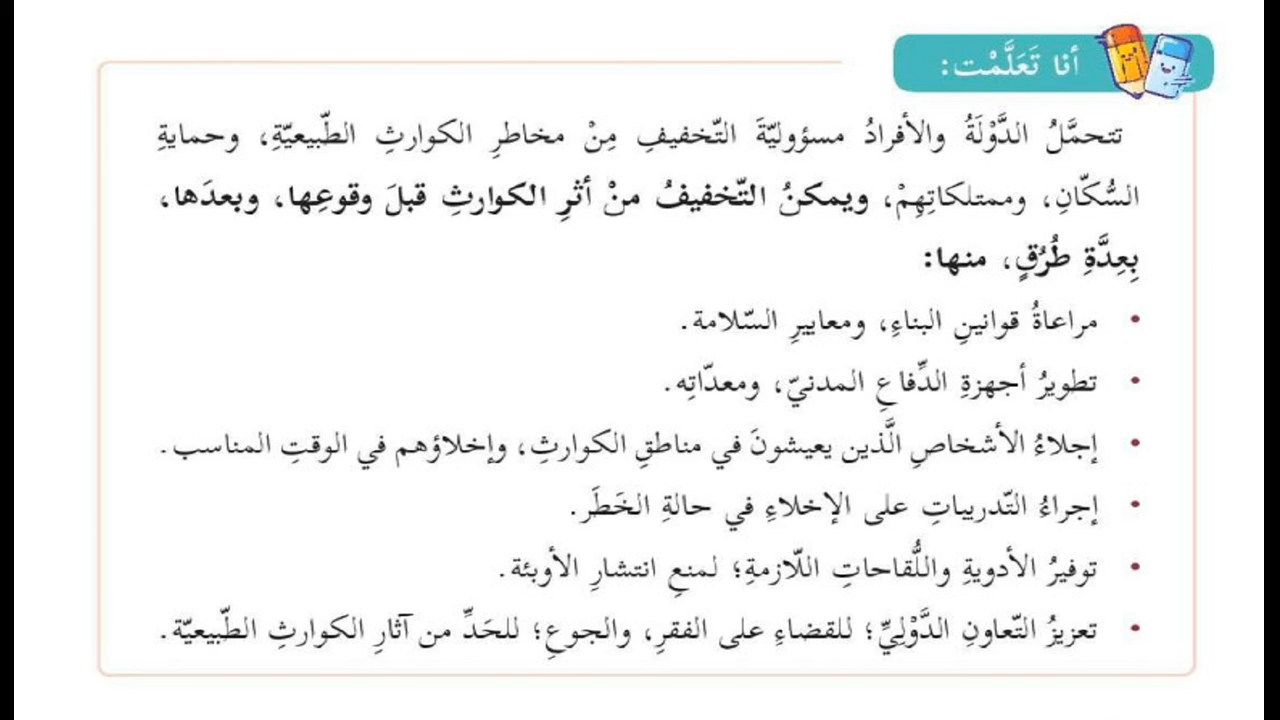 أنا تَعَلَّمْت:
تتحمَّلُ الدَّوْلَةُ والأفرادُ مسؤوليّةَ التّخفيفِ مِنْ مخاطرِ الكوارثِ الطّبيعيّةِ، وحمايةِ
السُّكّانِ، وممتلكاتِهِمْ، ويمكنُ التّخفيفُ منْ أثْرِ الكوارثِ قبلَ وقوعِها، وبعدَها،
بِعِدَّةِ طُرُقٍ، منها:
• مراعاةُ قوانينِ البناءِ، ومعاييرِ السّلامة.
• تطويرُ أجهزةِ الدِّفاعِ المدنيّ، ومعدّاتِه.
• إجلاءُ الأشخاصِ الَّذين يعيشونَ في مناطقِ الكوارثِ، وإخلاؤهم في الوقتِ المناسب.
• إجراءُ التّدريباتِ على الإخلاءِ في حالةِ الخَطَر.
• توفيرُ الأدويةِ واللُّقاحاتِ اللّازمةِ؛ لمنعِ انتشارِ الأوبئة.
• تعزيزُ التّعاونِ الدَّوْلِيِّ؛ للقضاءِ على الفقرِ، والجوعِ؛ للحَدِّ من آثارِ الكوارثِ الطّبيعيّة.